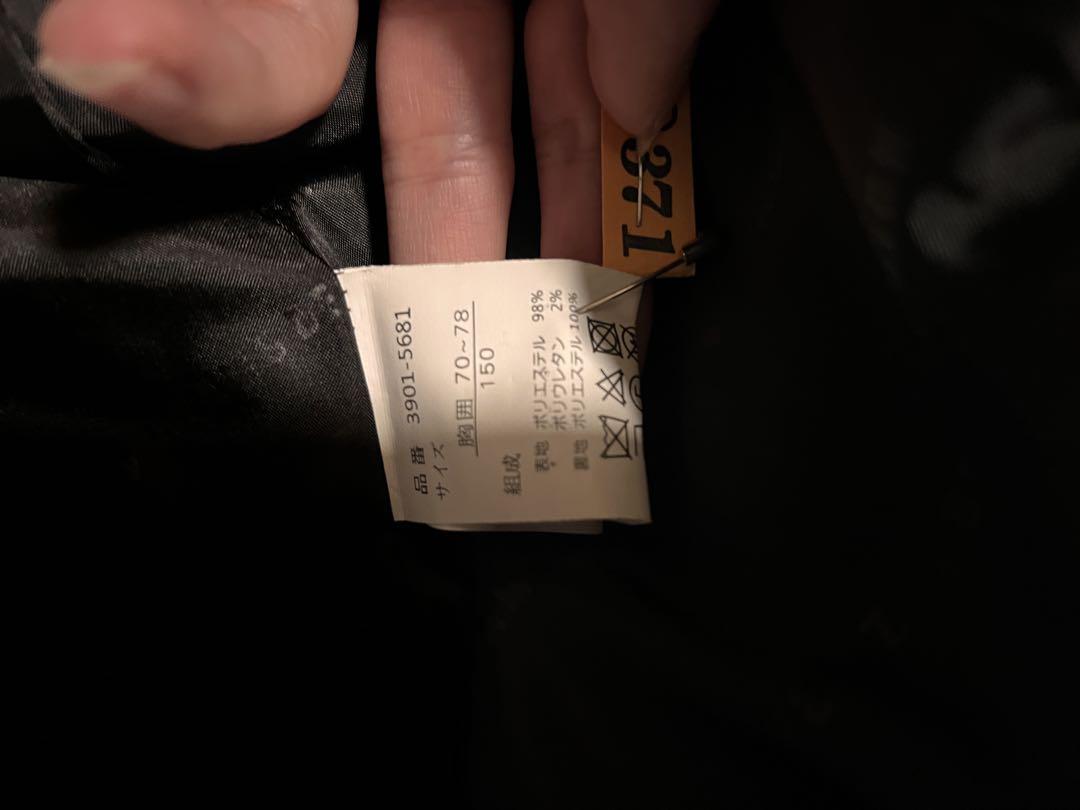 品番 3901-5681
サイズ
胸囲 70~78
150
組成
表地 ポリエステル 98%
ポリウレタン 2%
裏地 ポリエステル 100%
371